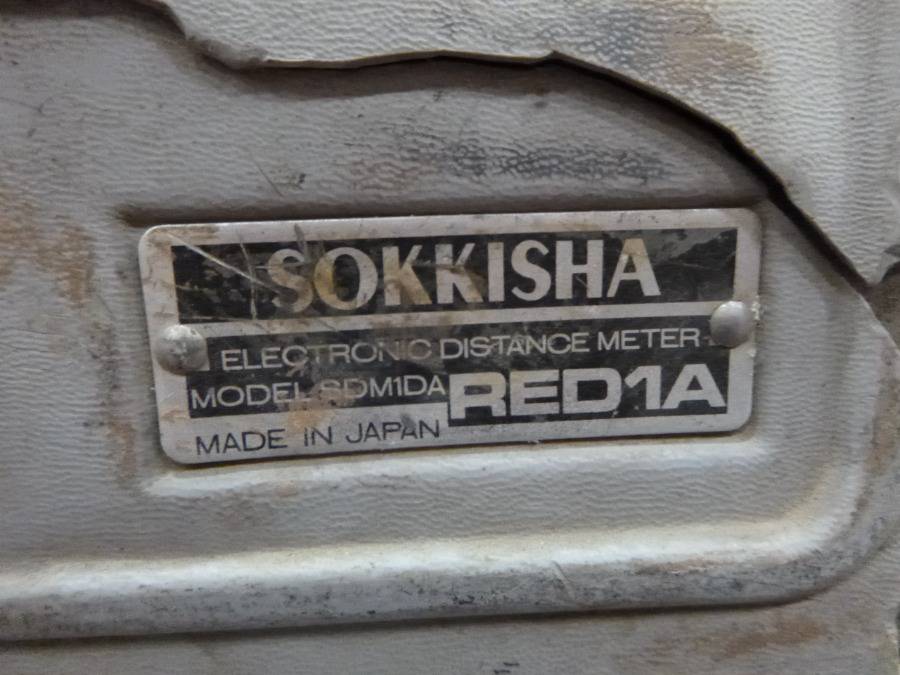 SOKKISHA
ELECTRONIC DISTANCE METER
MODEL SDM1DA RED1A
MADE IN JAPAN